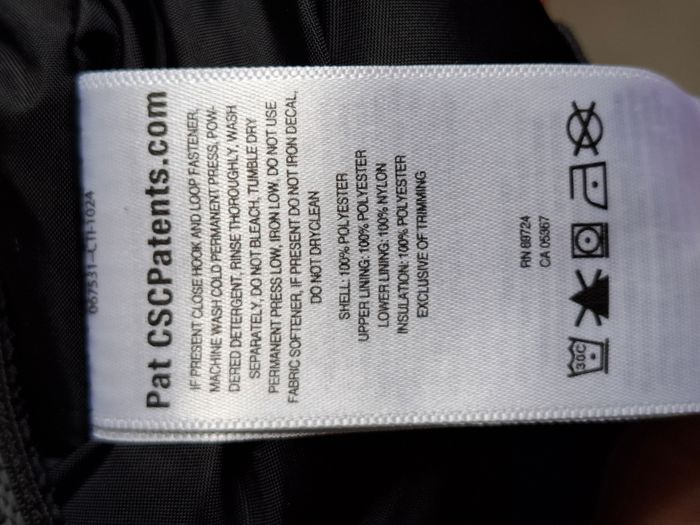 067531-C11-1024
Pat CSCPatents.com
IF PRESENT CLOSE HOOK AND LOOP FASTENER,
MACHINE WASH COLD PERMANENT PRESS, POW-
DERED DETERGENT, RINSE THOROUGHLY, WASH
SEPARATELY, DO NOT BLEACH, TUMBLE DRY
PERMANENT PRESS LOW, IRON LOW, DO NOT USE
FABRIC SOFTENER, IF PRESENT DO NOT IRON DECAL,
DO NOT DRYCLEAN
SHELL: 100% POLYESTER
UPPER LINING: 100% POLYESTER
LOWER LINING: 100% NYLON
INSULATION: 100% POLYESTER
EXCLUSIVE OF TRIMMING
RN 69724
CA 05367
30C